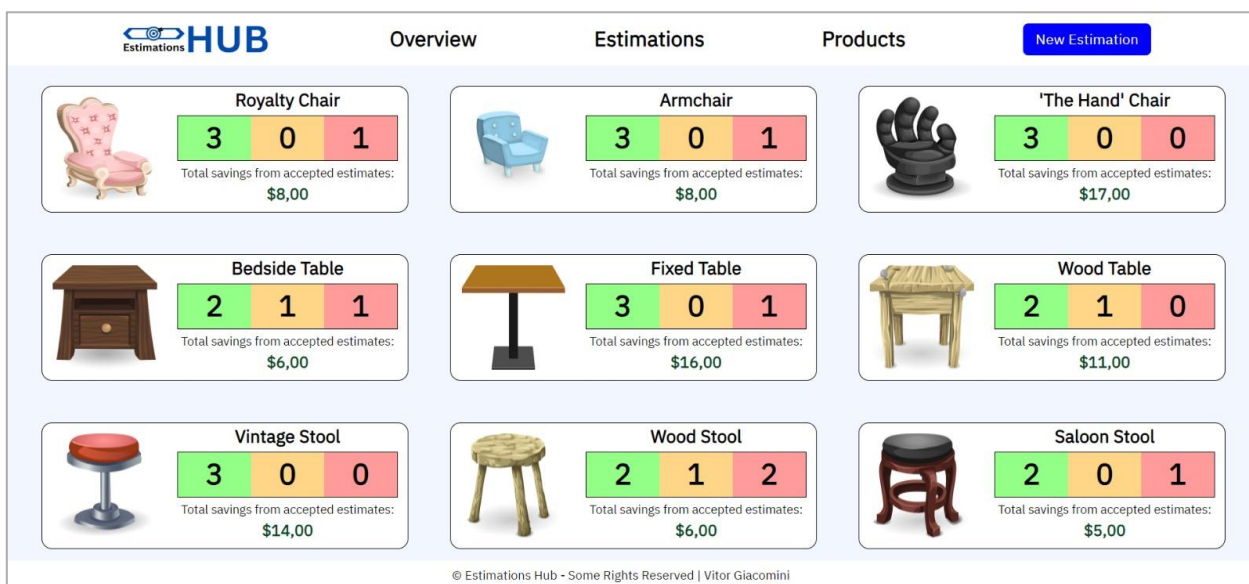 Estimations HUB Overview Estimations Products New Estimation
Royalty Chair
3 0 1
Total savings from accepted estimates:
$8,00
Armchair
3 0 1
Total savings from accepted estimates:
$8,00
'The Hand' Chair
3 0 0
Total savings from accepted estimates:
$17,00
Bedside Table
2 1 1
Total savings from accepted estimates:
$6,00
Fixed Table
3 0 1
Total savings from accepted estimates:
$16,00
Wood Table
2 1 0
Total savings from accepted estimates:
$11,00
Vintage Stool
3 0 0
Total savings from accepted estimates:
$14,00
Wood Stool
2 1 2
Total savings from accepted estimates:
$6,00
Saloon Stool
2 0 1
Total savings from accepted estimates:
$5,00
© Estimations Hub - Some Rights Reserved | Vitor Giacomini